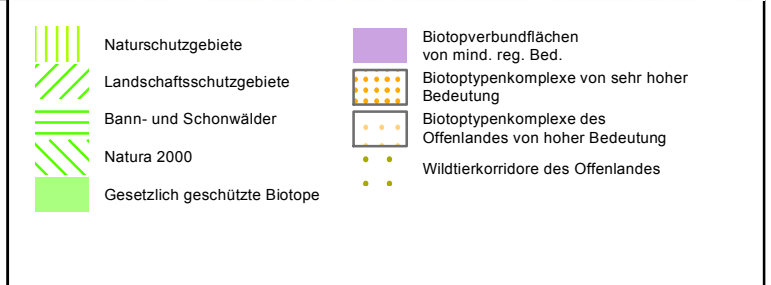 Naturschutzgebiete
Landschaftsschutzgebiete
Bann- und Schonwälder
Natura 2000
Gesetzlich geschützte Biotope
Biotopverbundflächen
von mind. reg. Bed.
Biotoptypenkomplexe von sehr hoher
Bedeutung
Biotoptypenkomplexe des
Offenlandes von hoher Bedeutung
Wildtierkorridore des Offenlandes